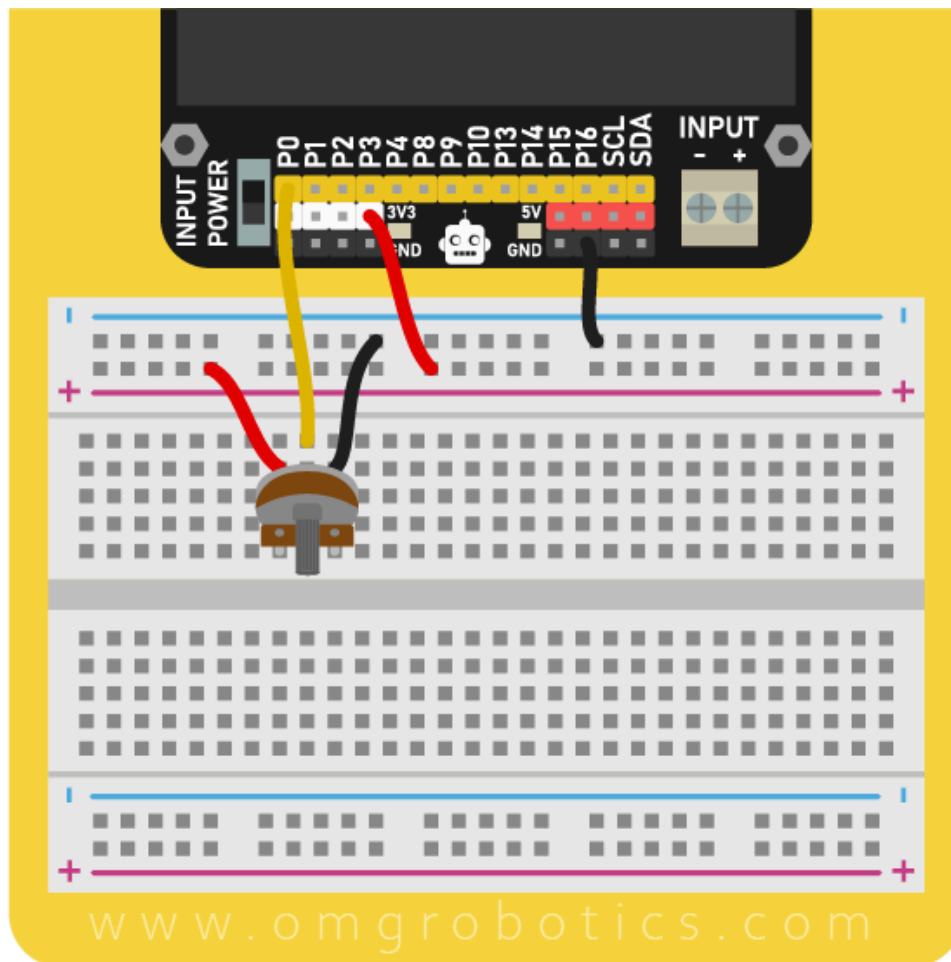 INPUT
POWER
P0
P1
P2
P3
P4
P8
P9
P10
P13
P14
P15
P16
SCL
SDA
INPUT
- +
3V3
5V
GND
GND
- -
+ +
- -
+ +
www.omgrobotics.com